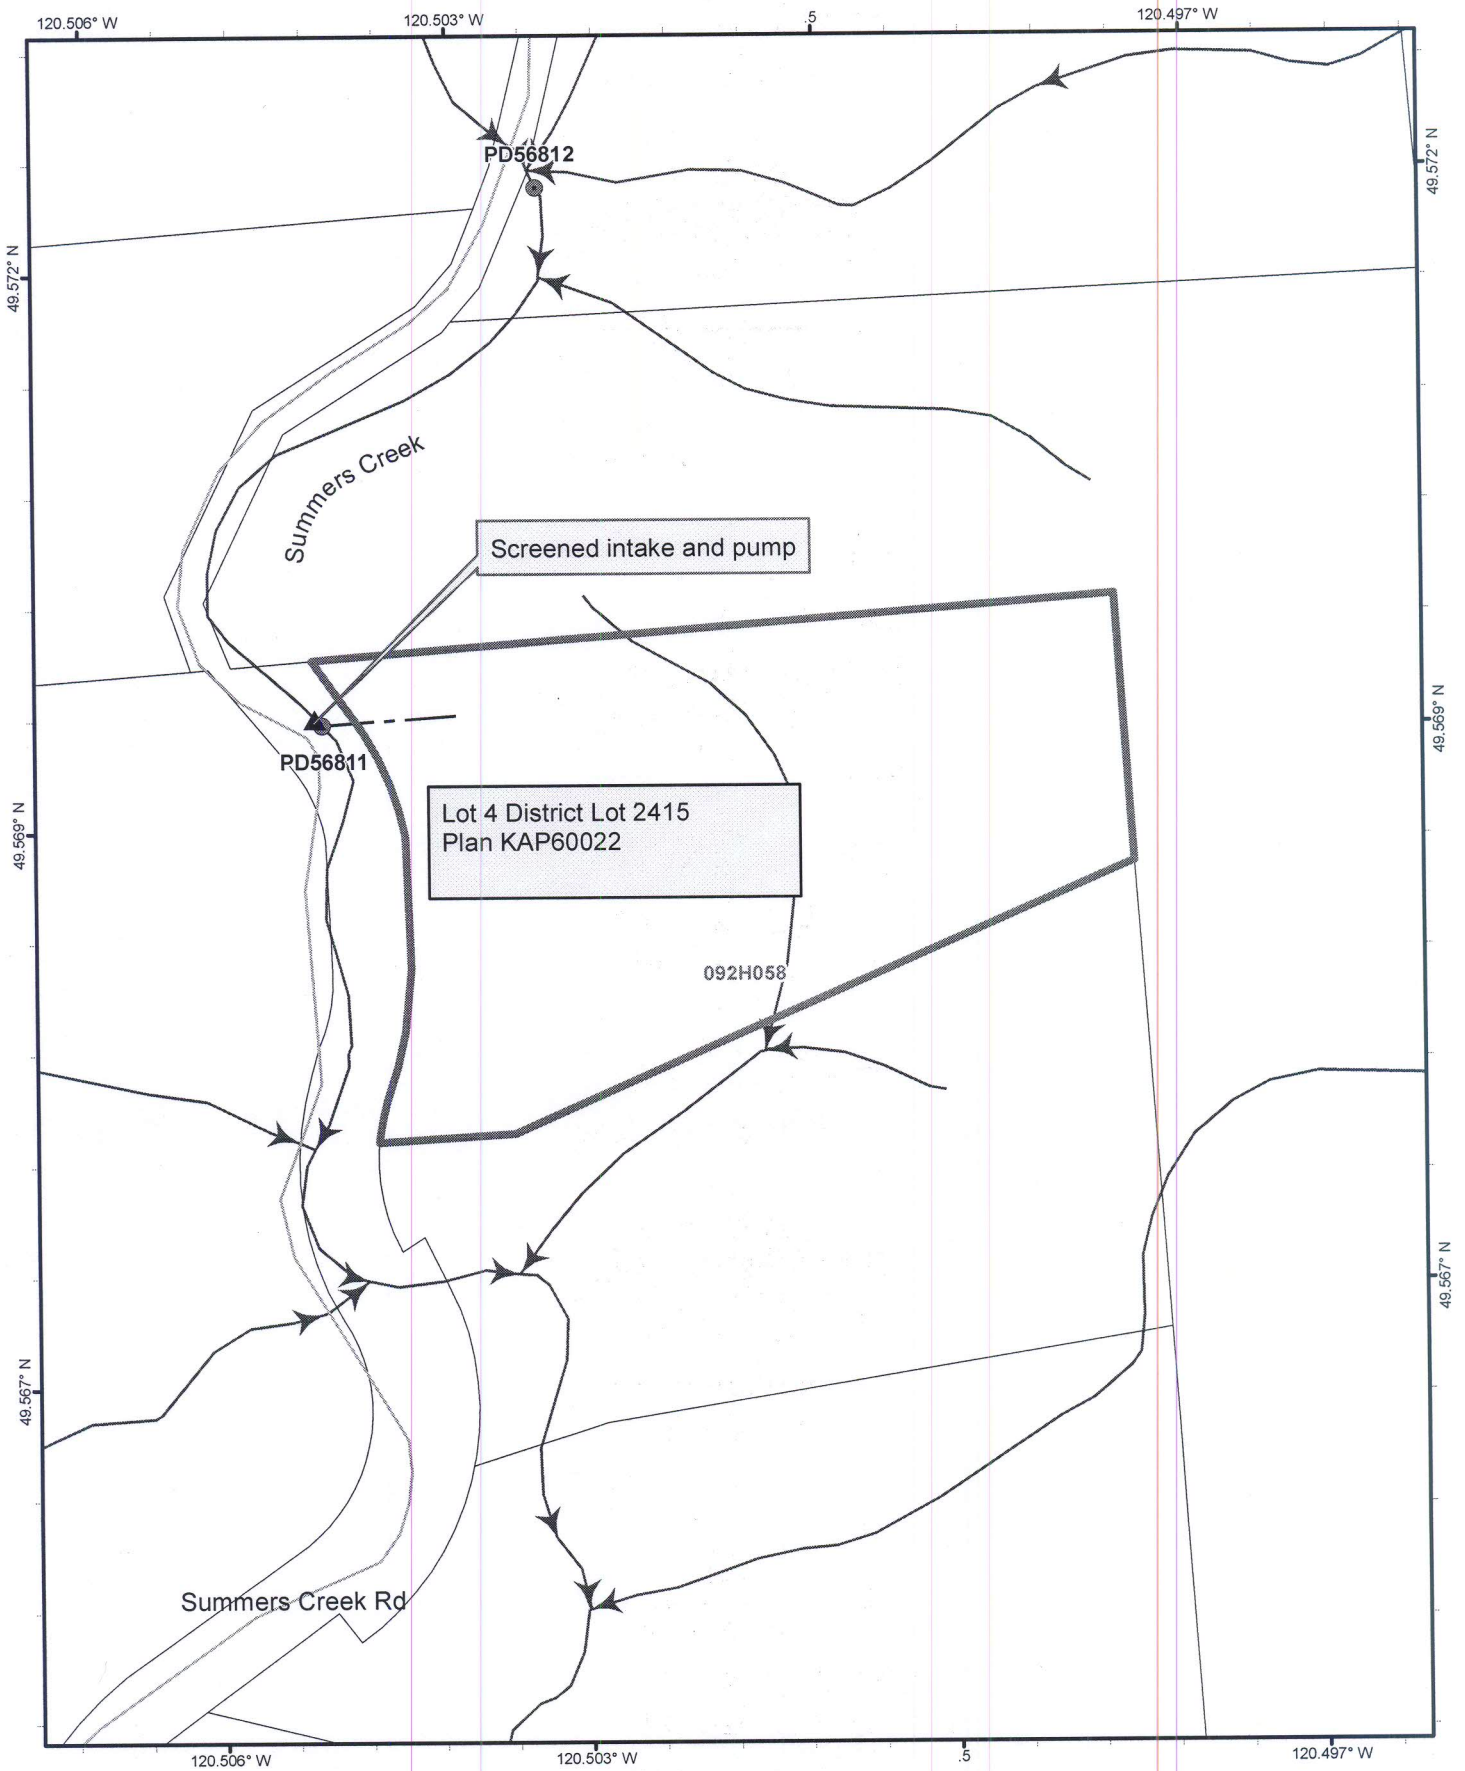 120.506° W
120.503° W
.5
120.497° W
PD56812
49.572° N
49.572° N
Summers Creek
Screened intake and pump
PD56811
49.569° N
49.569° N
Lot 4 District Lot 2415
Plan KAP60022
092H058
49.567° N
49.567° N
Summers Creek Rd
120.506° W
120.503° W
.5
120.497° W